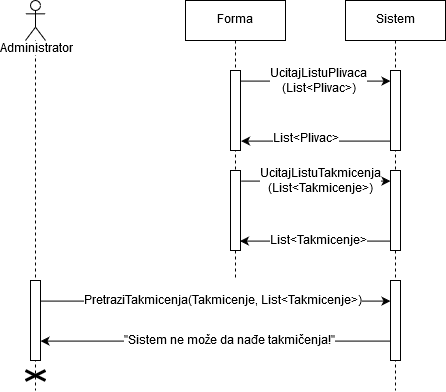 Forma
Sistem
Administrator
UcitajListuPlivaca
(List<Plivac>)
List<Plivac>
UcitajListuTakmicenja
(List<Takmicenje>)
List<Takmicenje>
PretraziTakmicenja(Takmicenje, List<Takmicenje>)
"Sistem ne može da nađe takmičenja!"